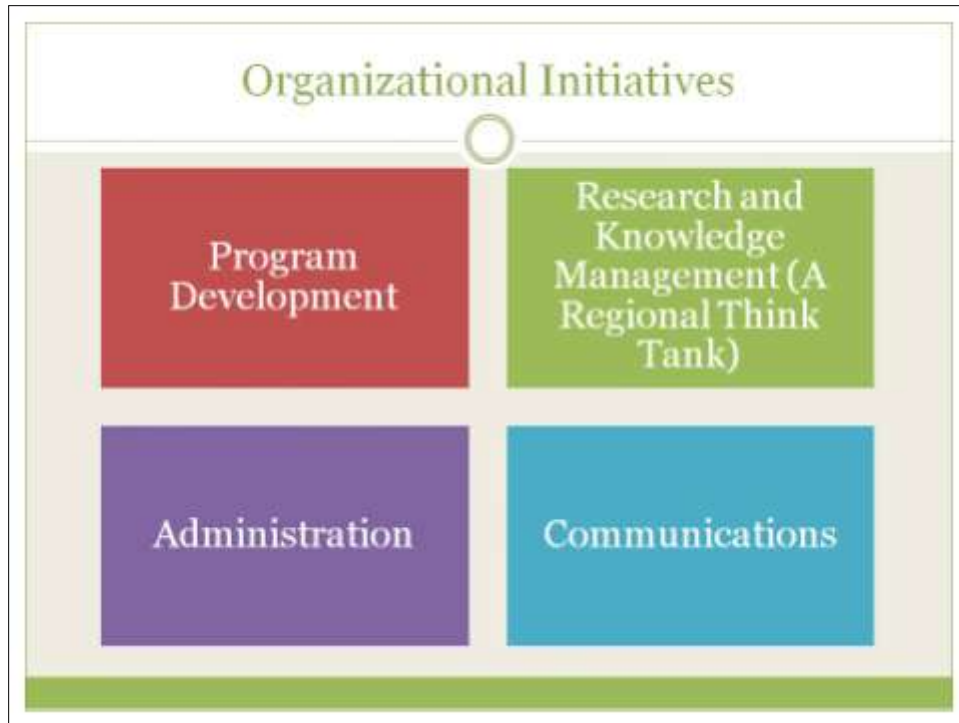 Organizational Initiatives
Program
Development
Research and
Knowledge
Management (A
Regional Think
Tank)
Administration
Communications